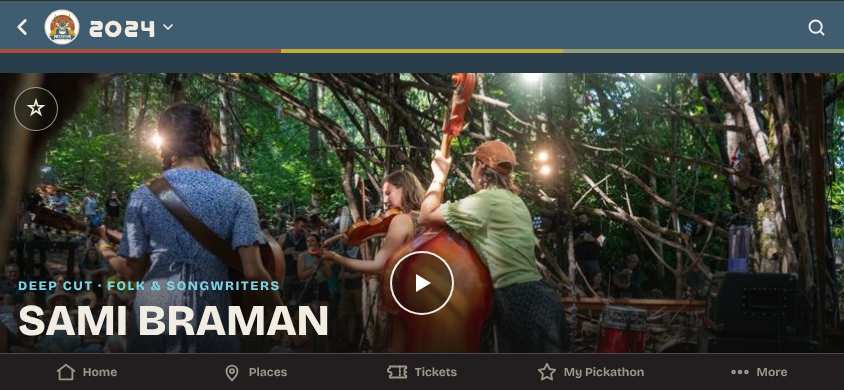 2024
DEEP CUT · FOLK & SONGWRITERS
SAMI BRAMAN
Home
Places
Tickets
My Pickathon
More